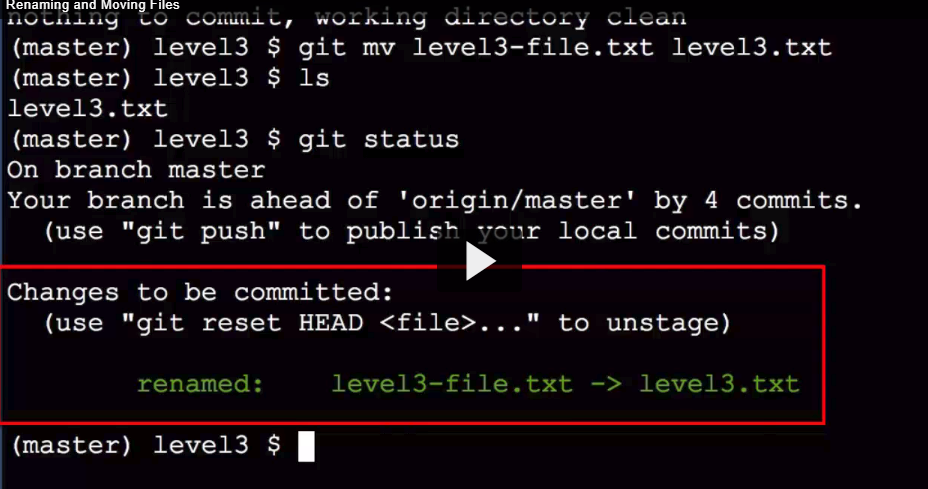 Renaming and Moving Files
nothing to commit, working directory clean
(master) level3 $ git mv level3-file.txt level3.txt
(master) level3 $ ls
level3.txt
(master) level3 $ git status
On branch master
Your branch is ahead of 'origin/master' by 4 commits.
(use "git push" to publish your local commits)
Changes to be committed:
(use "git reset HEAD <file>..." to unstage)
renamed: level3-file.txt -> level3.txt
(master) level3 $